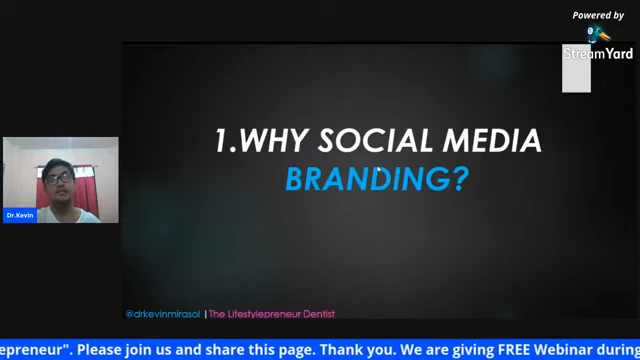 Powered by
StreamYard
1.WHY SOCIAL MEDIA
BRANDING?
Dr.Kevin
@drkevinmirasol |The Lifestylepreneur Dentist
epreneur". Please join us and share this page. Thank you. We are giving FREE Webinar during